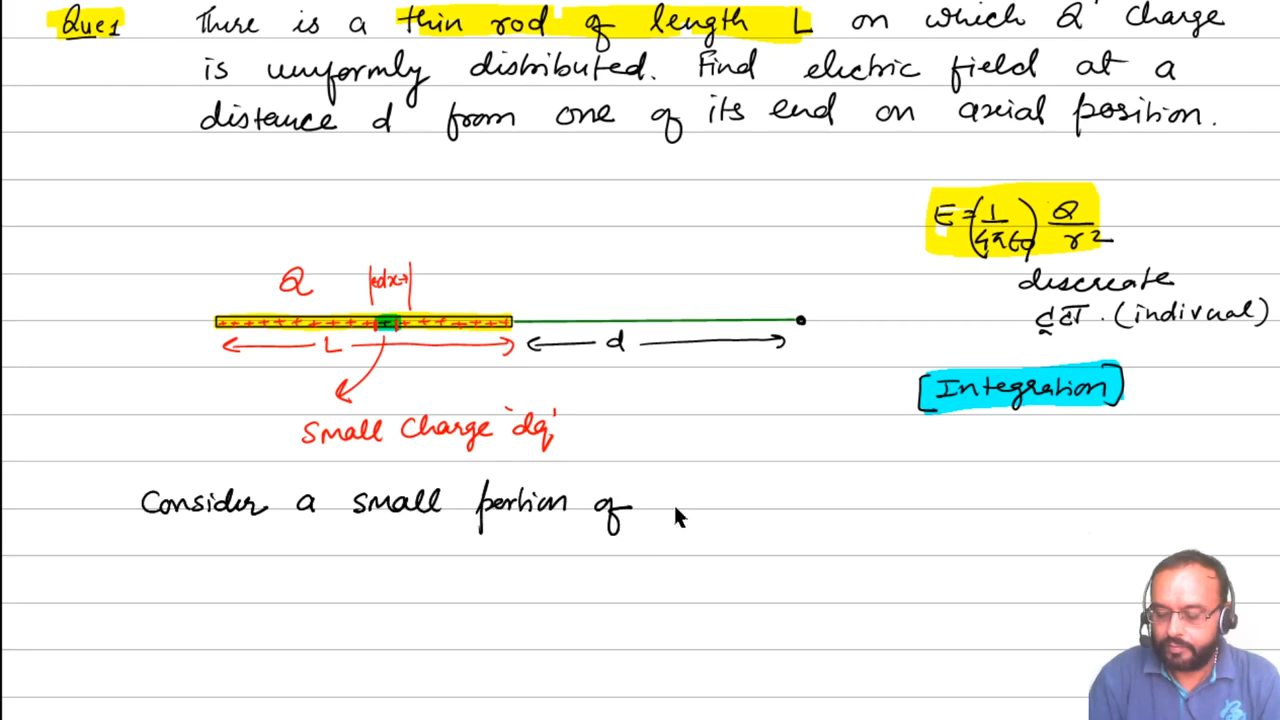 Que1 There is a thin rod of length L on which Q' charge
is uniformly distributed. Find electric field at a
distance d from one of its end on axial position.
E = (1/4πϵ0) Q/r2
discreate
(indivual)
[Integration]
Q |←dx→|
+++++++++++++++++
← L → ← d →
Small Charge 'dq'
Consider a small portion of